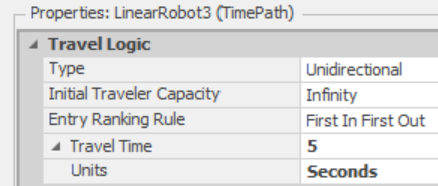 Properties: LinearRobot3 (TimePath)
Travel Logic
Type Unidirectional
Initial Traveler Capacity Infinity
Entry Ranking Rule First In First Out
Travel Time 5
Units Seconds